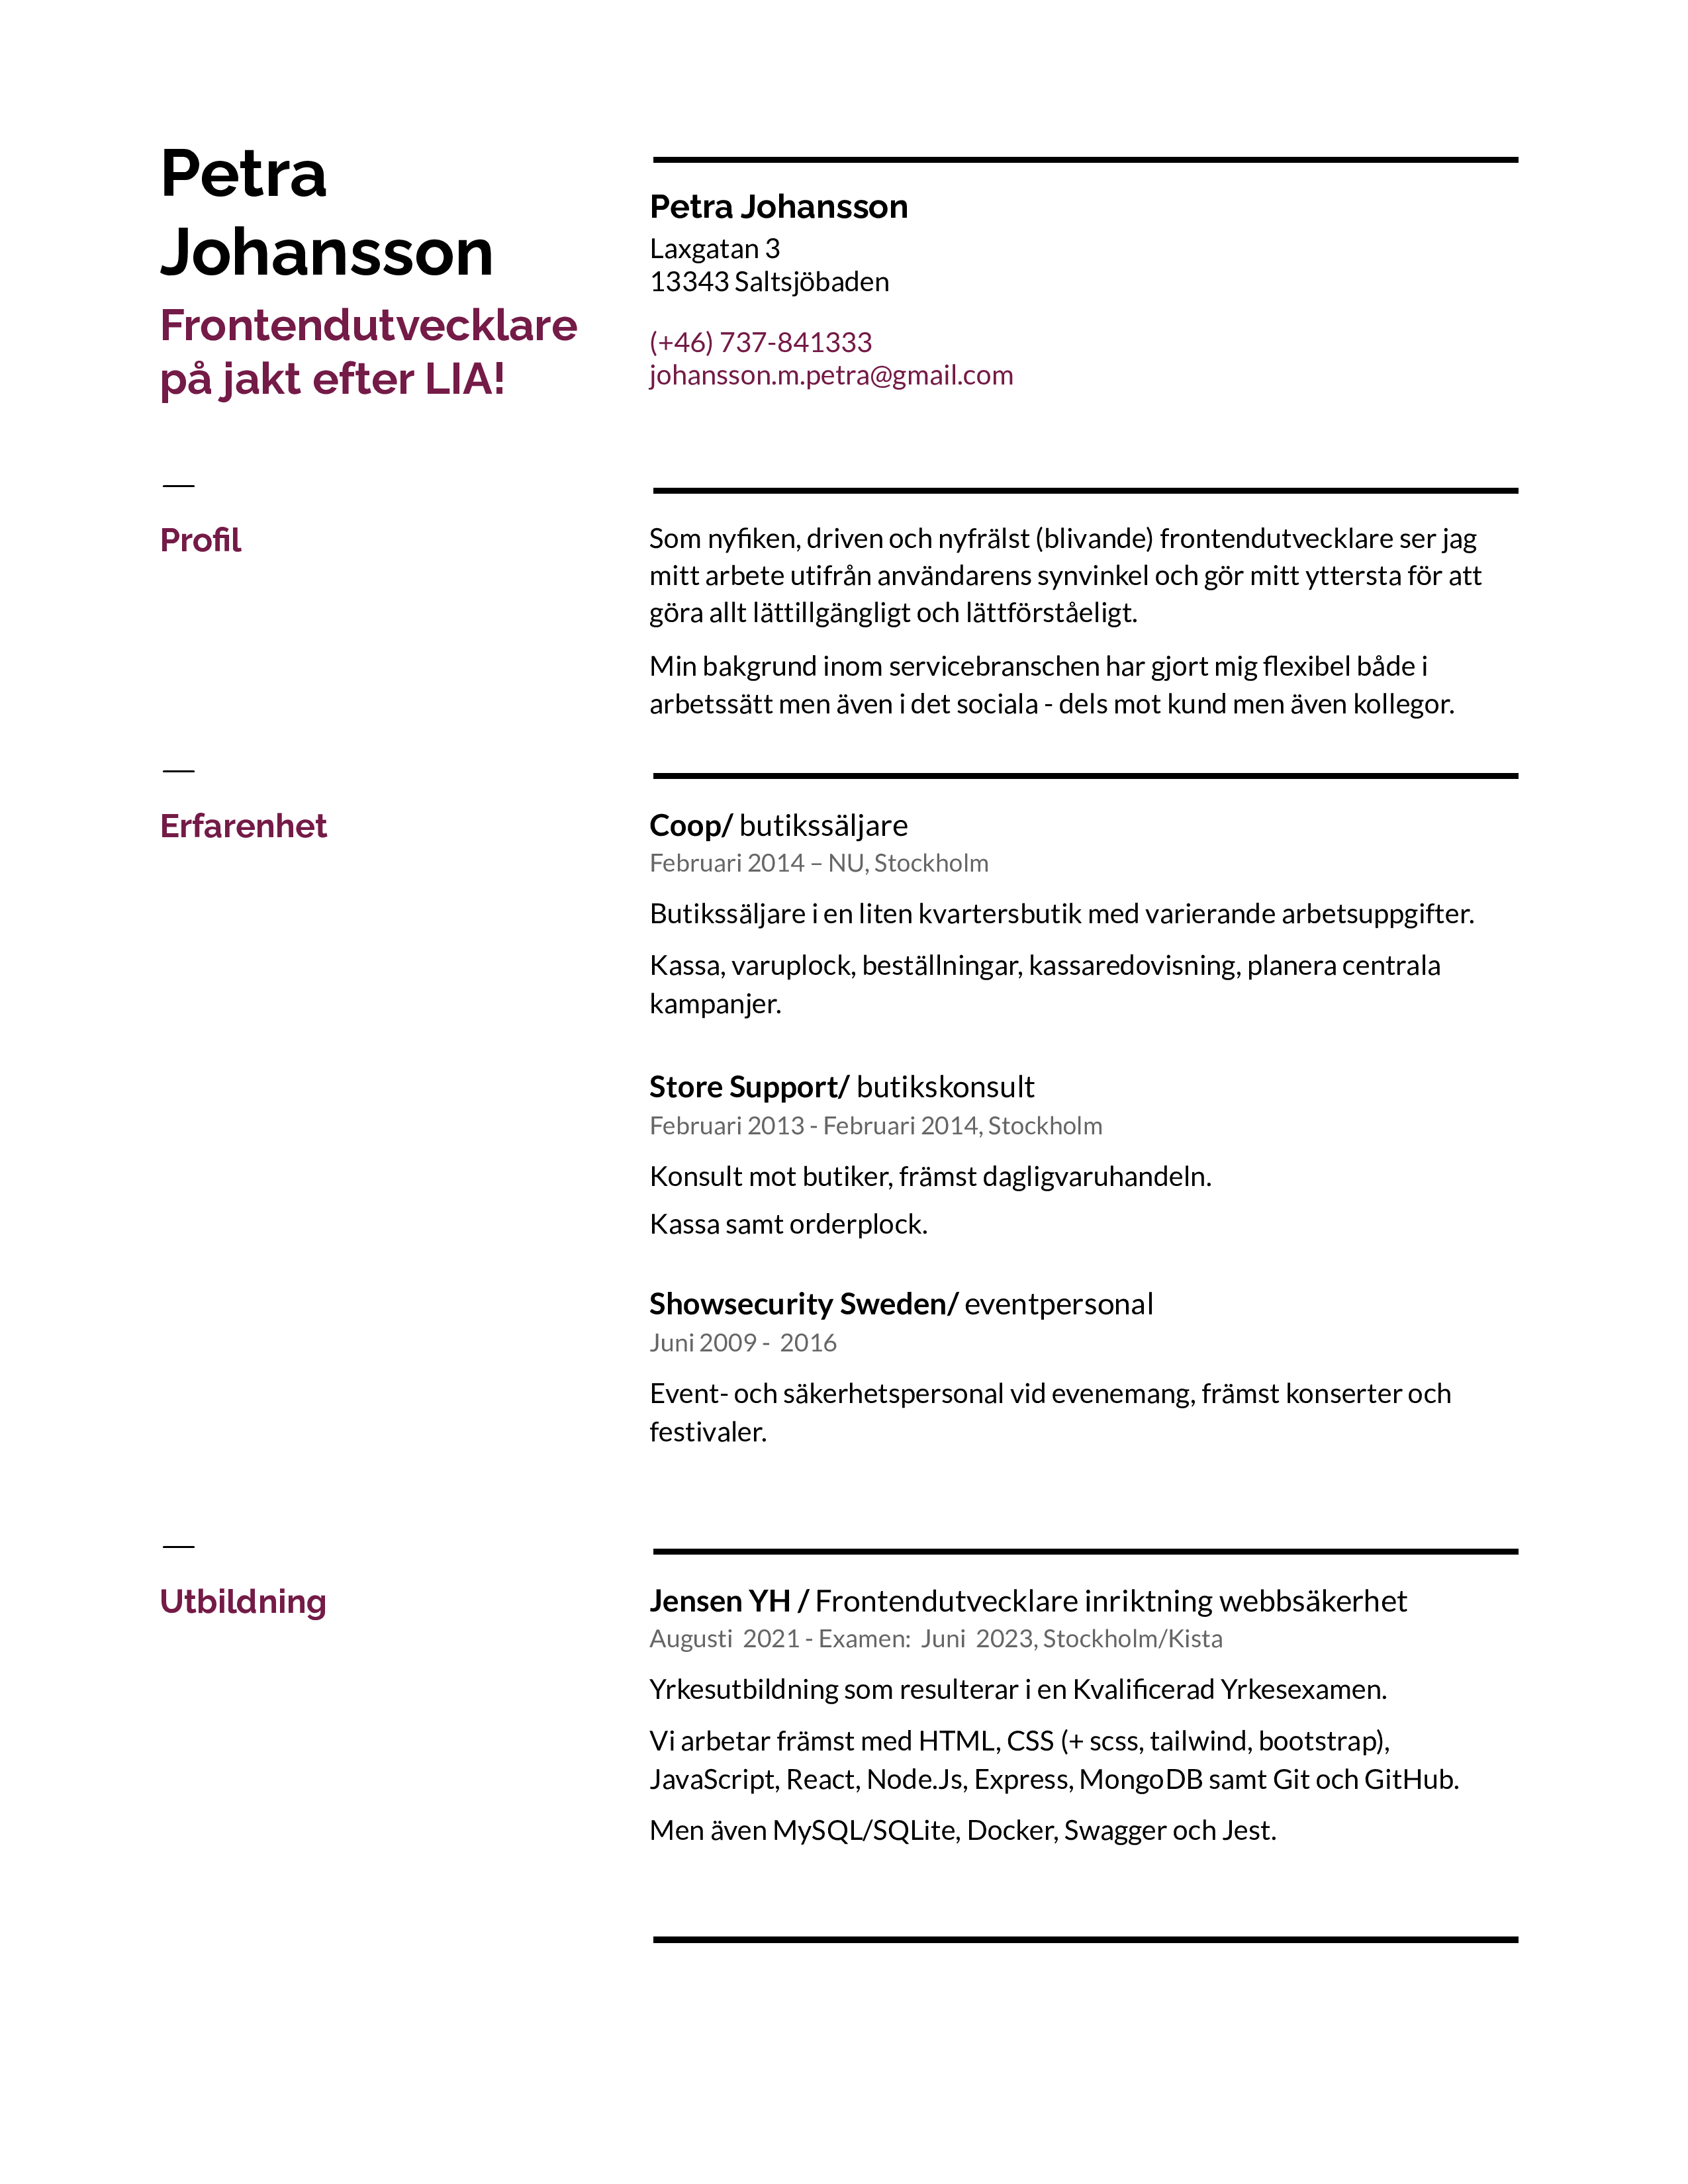 Petra
Johansson
Frontendutvecklare
på jakt efter LIA!
Petra Johansson
Laxgatan 3
13343 Saltsjöbaden
(+46) 737-841333
johansson.m.petra@gmail.com
Profil
Som nyfiken, driven och nyfrälst (blivande) frontendutvecklare ser jag
mitt arbete utifrån användarens synvinkel och gör mitt yttersta för att
göra allt lättillgängligt och lättförståeligt.
Min bakgrund inom servicebranschen har gjort mig flexibel både i
arbetssätt men även i det sociala - dels mot kund men även kollegor.
Erfarenhet
Coop/ butikssäljare
Februari 2014 – NU, Stockholm
Butikssäljare i en liten kvartersbutik med varierande arbetsuppgifter.
Kassa, varuplock, beställningar, kassaredovisning, planera centrala
kampanjer.
Store Support/ butikskonsult
Februari 2013 - Februari 2014, Stockholm
Konsult mot butiker, främst dagligvaruhandeln.
Kassa samt orderplock.
Showsecurity Sweden/ eventpersonal
Juni 2009 - 2016
Event- och säkerhetspersonal vid evenemang, främst konserter och
festivaler.
Utbildning
Jensen YH / Frontendutvecklare inriktning webbsäkerhet
Augusti 2021 - Examen: Juni 2023, Stockholm/Kista
Yrkesutbildning som resulterar i en Kvalificerad Yrkesexamen.
Vi arbetar främst med HTML, CSS (+ scss, tailwind, bootstrap),
JavaScript, React, Node.Js, Express, MongoDB samt Git och GitHub.
Men även MySQL/SQLite, Docker, Swagger och Jest.